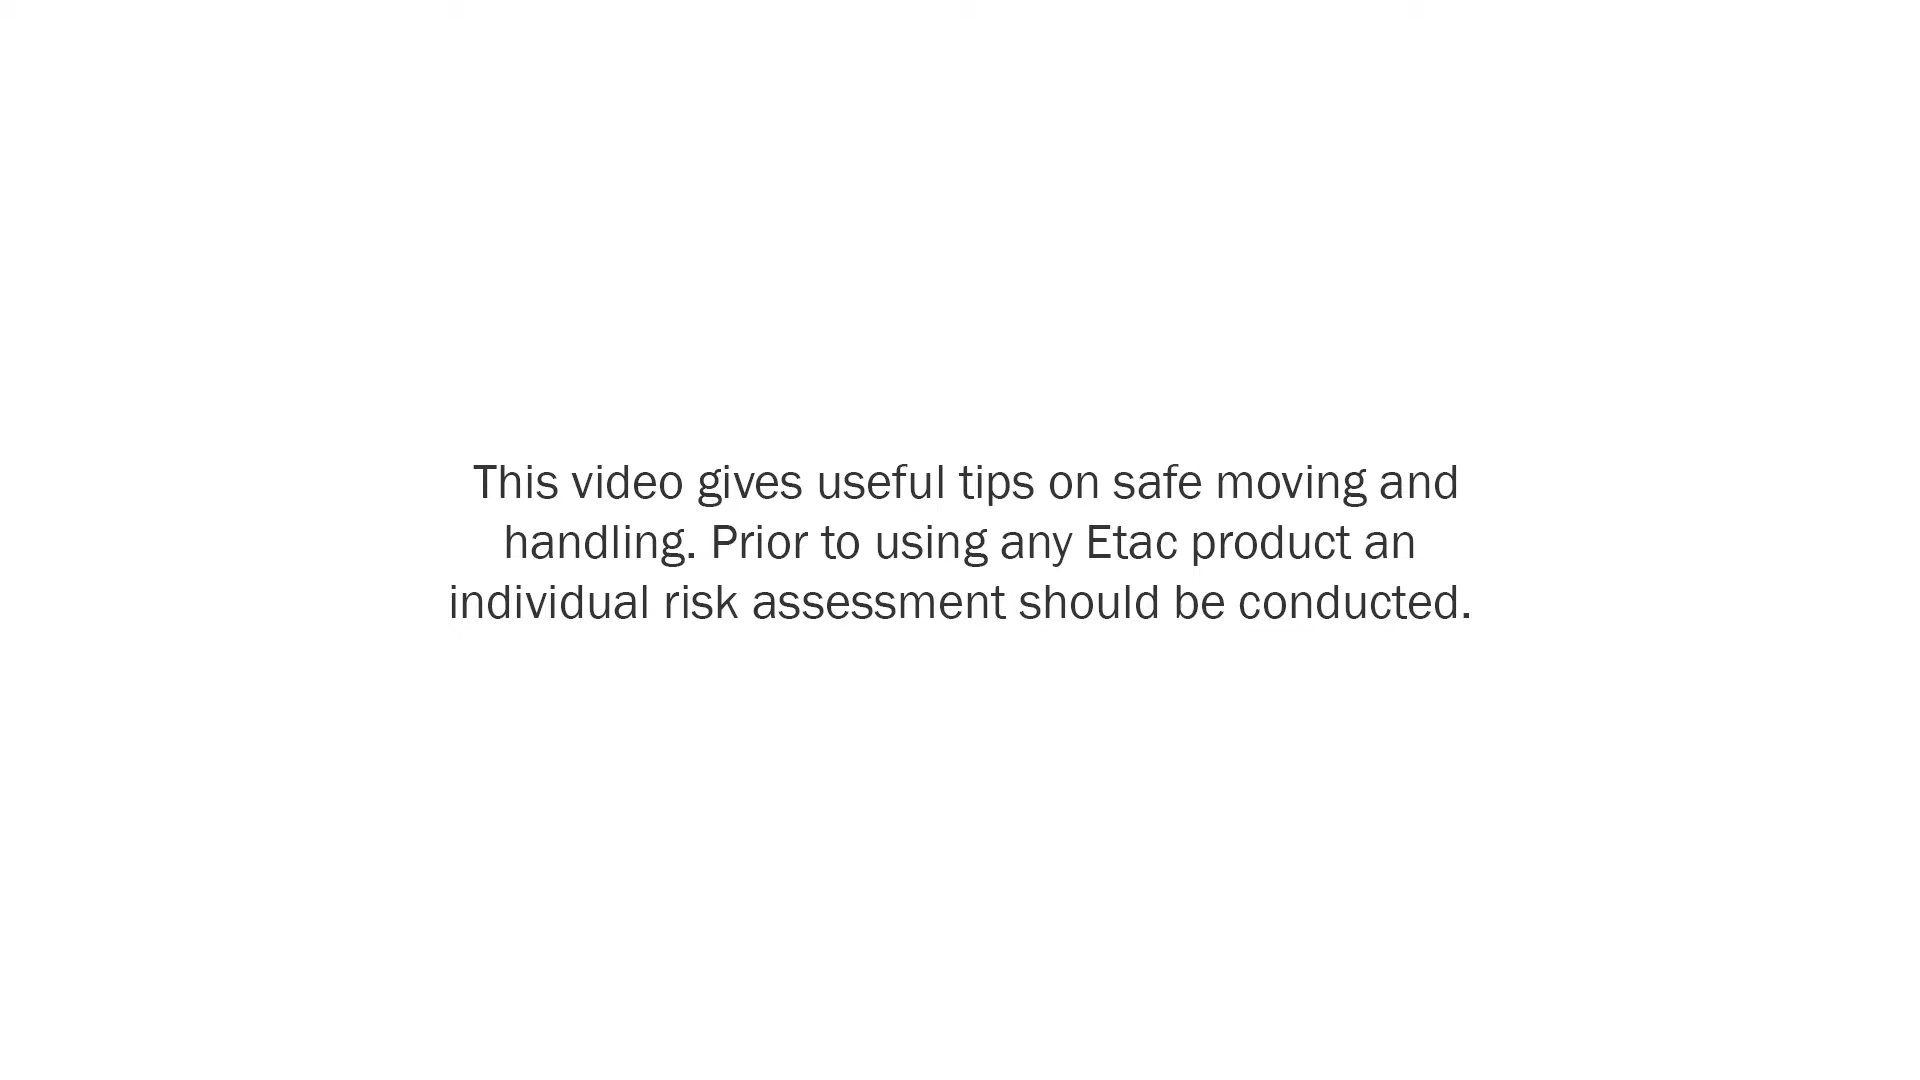 This video gives useful tips on safe moving and
handling. Prior to using any Etac product an
individual risk assessment should be conducted.